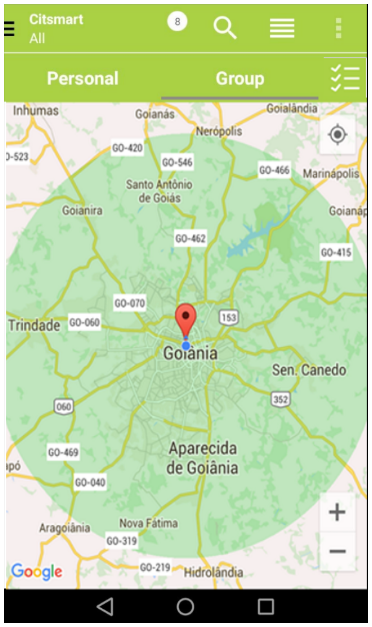 Citsmart
All
8
Personal
Group
Inhumas
Goianás
Goialândia
Nerópolis
GO-420
GO-546
GO-466
Marinápolis
Santo Antônio
de Goiás
Goianira
Goianáp
GO-462
GO-415
GO-070
153
Trindade
GO-060
Goiânia
Sen. Canedo
060
352
Aparecida
de Goiânia
GO-469
apó
GO-040
Aragoiânia
Nova Fátima
GO-319
Google
GO-219
Hidrolândia